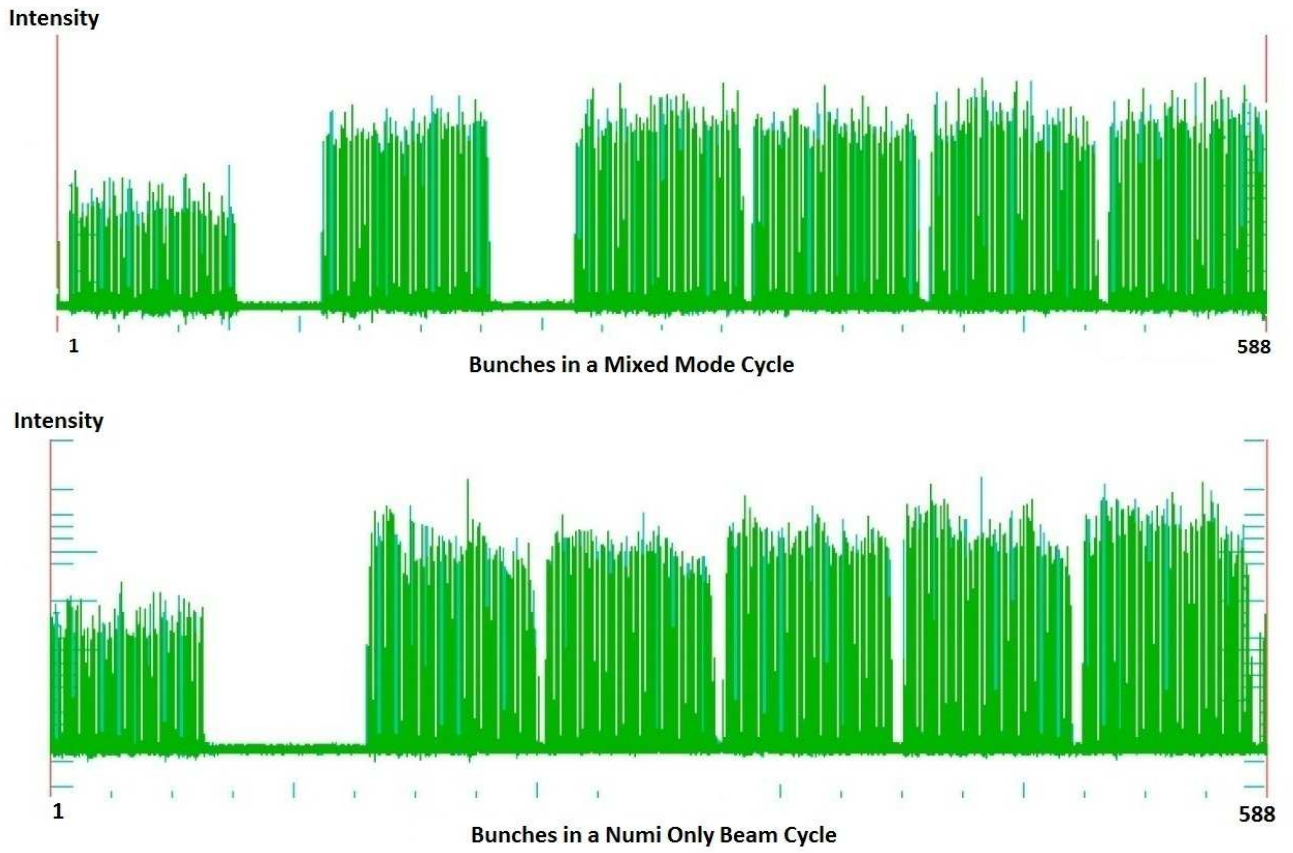 Intensity
1
588
Bunches in a Mixed Mode Cycle
Intensity
1
588
Bunches in a Numi Only Beam Cycle